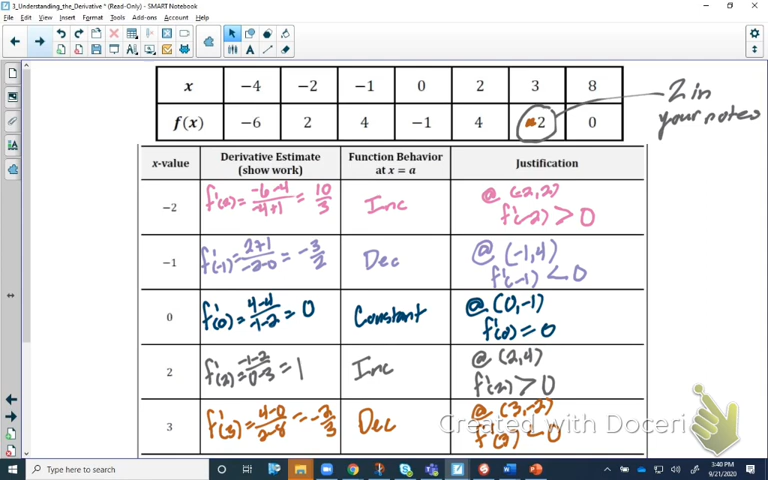 3_Understanding_the_Derivative * (Read-Only) - SMART Notebook
File Edit View Insert Format Tools Add-ons Help Account
x −4 −2 −1 0 2 3 8
f(x) −6 2 4 −1 4 2 0
2 in
your notes
x-value Derivative Estimate (show work) Function Behavior at x = a Justification
−2 f'(2) = -6-4/-4+1 = 10/3 Inc @ (-2,2) f'(-2) > 0
−1 f'(-1) = 2+1/-2-0 = -3/2 Dec @ (-1,4) f'(-1) < 0
0 f'(0) = 4-4/-1-2 = 0 Constant @ (0,-1) f'(0) = 0
2 f'(2) = -1-2/0-3 = 1 Inc @ (2,4) f'(2) > 0
3 f'(3) = 4-0/2-8 = -2/3 Dec @ (3,-2) f'(3) < 0
Created with Doceri
Type here to search
3:40 PM
9/21/2020